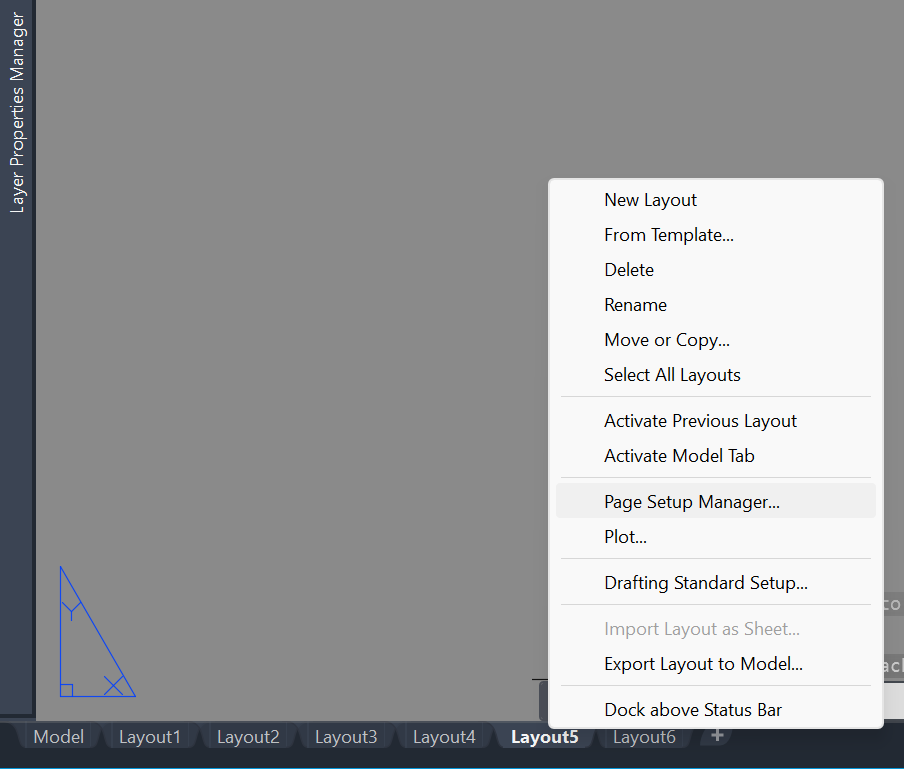 Layer Properties Manager
New Layout
From Template...
Delete
Rename
Move or Copy...
Select All Layouts
Activate Previous Layout
Activate Model Tab
Page Setup Manager...
Plot...
Drafting Standard Setup...
Import Layout as Sheet...
Export Layout to Model...
Dock above Status Bar
Y
X
Model Layout1 Layout2 Layout3 Layout4 Layout5 Layout6 +